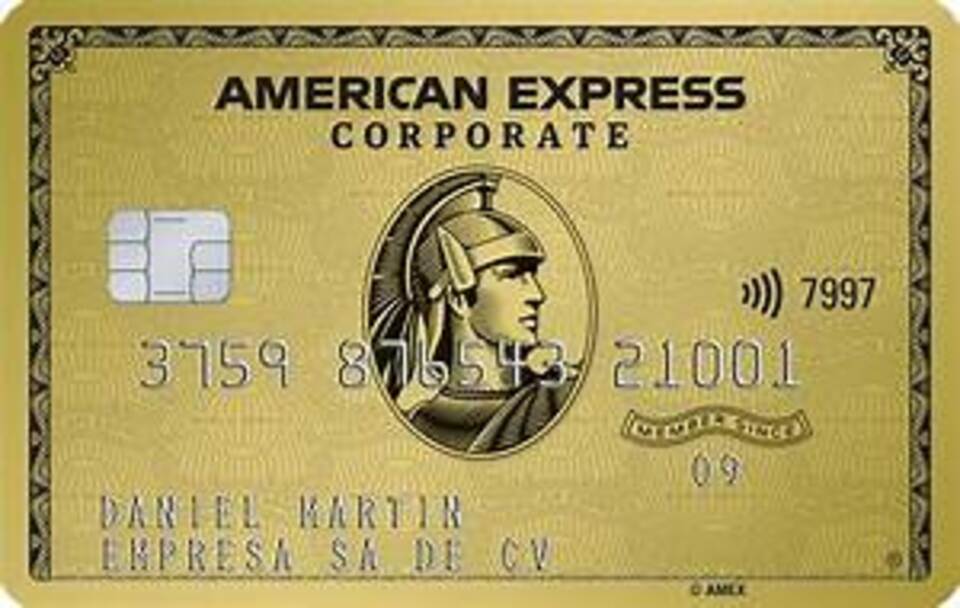 AMERICAN EXPRESS
CORPORATE
7997
3759 876543 21001
MEMBER SINCE
09
DANIEL MARTIN
EMPRESA SA DE CV
® AMEX